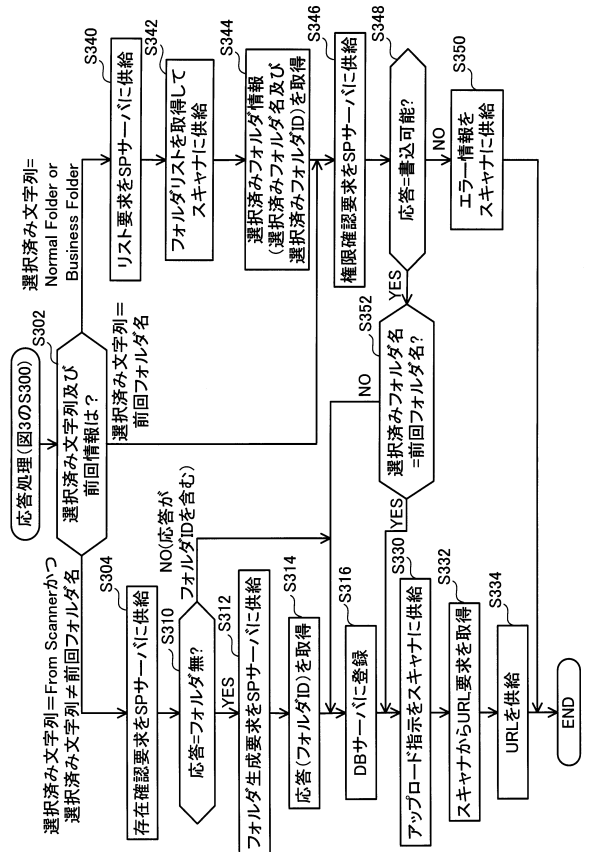 応答処理(図3のS300)
S302
選択済み文字列及び
前回情報は?
選択済み文字列=From Scannerかつ
選択済み文字列≠前回フォルダ名
S304
存在確認要求をSPサーバに供給
S310
応答=フォルダ無?
NO(応答が
フォルダIDを含む)
YES
S312
フォルダ生成要求をSPサーバに供給
S314
応答(フォルダID)を取得
S316
DBサーバに登録
選択済み文字列=
前回フォルダ名
選択済み文字列=
Normal Folder or
Business Folder
S340
リスト要求をSPサーバに供給
S342
フォルダリストを取得して
スキャナに供給
S344
選択済みフォルダ情報
(選択済みフォルダ名及び
選択済みフォルダID)を取得
S346
権限確認要求をSPサーバに供給
S348
応答=書込可能?
YES
NO
S350
エラー情報を
スキャナに供給
S352
選択済みフォルダ名
=前回フォルダ名?
NO
YES
S330
アップロード指示をスキャナに供給
S332
スキャナからURL要求を取得
S334
URLを供給
END